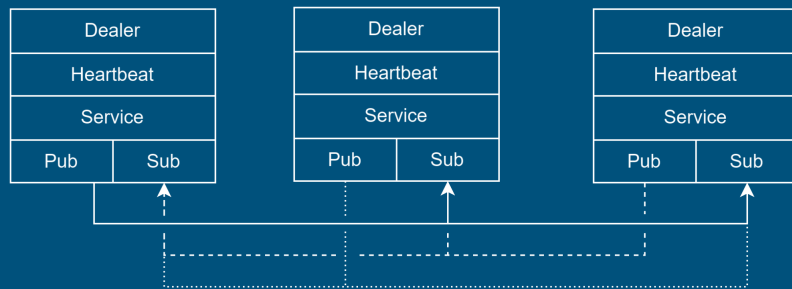 Dealer
Heartbeat
Service
Pub Sub
Dealer
Heartbeat
Service
Pub Sub
Dealer
Heartbeat
Service
Pub Sub